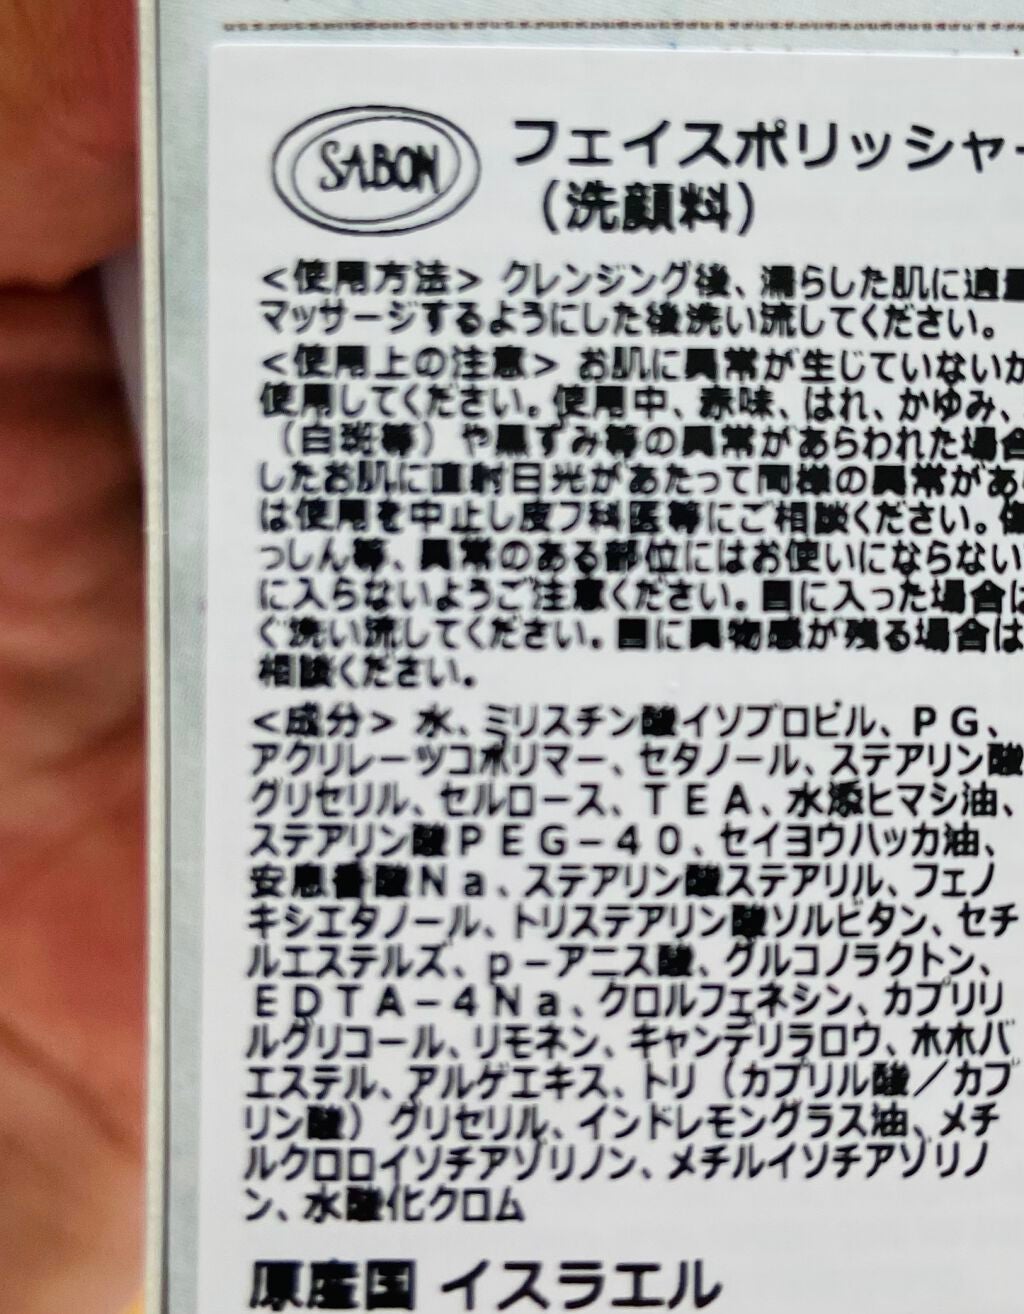 SABON
フェイスポリッシャー
（洗顔料）
＜使用方法＞ クレンジング後、濡らした肌に適量
マッサージするようにした後洗い流してください。
＜使用上の注意＞ お肌に異常が生じていないか
使用してください。使用中、赤味、はれ、かゆみ、
（白斑等）や黒ずみ等の異常があらわれた場合
したお肌に直射日光があたって同様の異常があら
は使用を中止し皮フ科医等にご相談ください。傷
っしん等、異常のある部位にはお使いにならない
に入らないようご注意ください。目に入った場合は
ぐ洗い流してください。目に異物感が残る場合は
相談ください。
＜成分＞ 水、ミリスチン酸イソプロピル、ＰＧ、
アクリレーツコポリマー、セタノール、ステアリン酸
グリセリル、セルロース、ＴＥＡ、水添ヒマシ油、
ステアリン酸ＰＥＧ－４０、セイヨウハッカ油、
安息香酸Ｎａ、ステアリン酸ステアリル、フェノ
キシエタノール、トリステアリン酸ソルビタン、セチ
ルエステルズ、ｐ－アニス酸、グルコノラクトン、
ＥＤＴＡ－４Ｎａ、クロルフェネシン、カプリリ
ルグリコール、リモネン、キャンデリラロウ、ホホバ
エステル、アルゲエキス、トリ（カプリル酸／カプ
リン酸）グリセリル、インドレモングラス油、メチ
ルクロロイソチアゾリノン、メチルイソチアゾリノ
ン、水酸化クロム
原産国 イスラエル